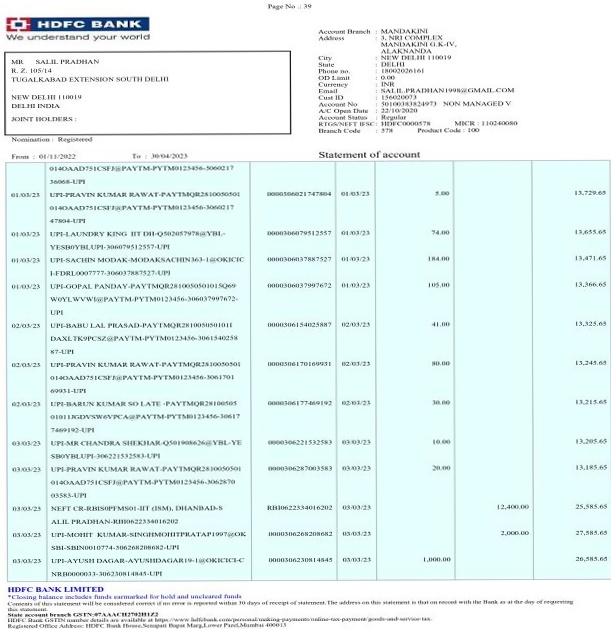 Page No .: 39
HDFC BANK
We understand your world
MR SALIL PRADHAN
R. Z. 105/14
TUGALKABAD EXTENSION SOUTH DELHI
NEW DELHI 110019
DELHI INDIA
JOINT HOLDERS :
Nomination : Registered
Account Branch : MANDAKINI
Address : 3, NRI COMPLEX
MANDAKINI G.K-IV,
ALAKNANDA
City : NEW DELHI 110019
State : DELHI
Phone no. : 18002026161
OD Limit : 0.00
Currency : INR
Email : SALIL.PRADHAN1998@GMAIL.COM
Cust ID : 156020073
Account No : 50100383824973 NON MANAGED V
A/C Open Date : 22/10/2020
Account Status : Regular
RTGS/NEFT IFSC: HDFC0000578 MICR : 110240080
Branch Code : 578 Product Code : 100
From : 01/11/2022 To : 30/04/2023 Statement of account
014OAAD751CSFJ@PAYTM-PYTM0123456-3060217
36068-UPI
01/03/23 UPI-PRAVIN KUMAR RAWAT-PAYTMQR2810050501 0000306021747804 01/03/23 5.00 13,729.65
014OAAD751CSFJ@PAYTM-PYTM0123456-3060217
47804-UPI
01/03/23 UPI-LAUNDRY KING IIT DH-Q502057978@YBL- 0000306079512557 01/03/23 74.00 13,655.65
YESB0YBLUPI-306079512557-UPI
01/03/23 UPI-SACHIN MODAK-MODAKSACHIN363-1@OKICIC 0000306037887527 01/03/23 184.00 13,471.65
I-FDRL0007777-306037887527-UPI
01/03/23 UPI-GOPAL PANDAY-PAYTMQR2810050501015Q69 0000306037997672 01/03/23 105.00 13,366.65
W0YLWVWI@PAYTM-PYTM0123456-306037997672-
UPI
02/03/23 UPI-BABU LAL PRASAD-PAYTMQR281005050101I 0000306154025887 02/03/23 41.00 13,325.65
DAXLTK9PCSZ@PAYTM-PYTM0123456-3061540258
87-UPI
02/03/23 UPI-PRAVIN KUMAR RAWAT-PAYTMQR2810050501 0000306170169931 02/03/23 80.00 13,245.65
014OAAD751CSFJ@PAYTM-PYTM0123456-3061701
69931-UPI
02/03/23 UPI-BARUN KUMAR SO LATE -PAYTMQR28100505 0000306177469192 02/03/23 30.00 13,215.65
01011JGDVSW6VPCA@PAYTM-PYTM0123456-30617
7469192-UPI
03/03/23 UPI-MR CHANDRA SHEKHAR-Q501908626@YBL-YE 0000306221532583 03/03/23 10.00 13,205.65
SB0YBLUPI-306221532583-UPI
03/03/23 UPI-PRAVIN KUMAR RAWAT-PAYTMQR2810050501 0000306287003583 03/03/23 20.00 13,185.65
014OAAD751CSFJ@PAYTM-PYTM0123456-3062870
03583-UPI
03/03/23 NEFT CR-RBIS0PFMS01-IIT (ISM), DHANBAD-S RBI0622334016202 03/03/23 12,400.00 25,585.65
ALIL PRADHAN-RBI0622334016202
03/03/23 UPI-MOHIT KUMAR-SINGHMOHITPRATAP1997@OK 0000306268208682 03/03/23 2,000.00 27,585.65
SBI-SBIN0010774-306268208682-UPI
03/03/23 UPI-AYUSH DAGAR-AYUSHDAGAR19-1@OKICICI-C 0000306230814845 03/03/23 1,000.00 26,585.65
NRB0000033-306230814845-UPI
HDFC BANK LIMITED
*Closing balance includes funds earmarked for hold and uncleared funds
Contents of this statement will be considered correct if no error is reported within 30 days of receipt of statement.The address on this statement is that on record with the Bank as at the day of requesting
this statement.
State account branch GSTN:07AAACH2702H1Z2
HDFC Bank GSTIN number details are available at https://www.hdfcbank.com/personal/making-payments/online-tax-payment/goods-and-service-tax.
Registered Office Address: HDFC Bank House,Senapati Bapat Marg,Lower Parel,Mumbai 400013